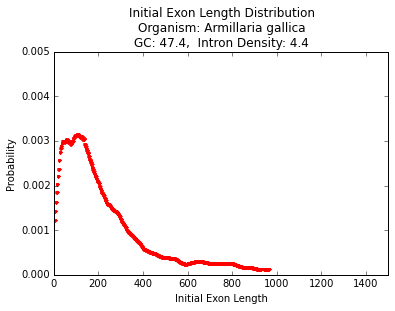 Initial Exon Length Distribution
Organism: Armillaria gallica
GC: 47.4,  Intron Density: 4.4
0.005
0.004
0.003
0.002
0.001
0.000
Probability
0 200 400 600 800 1000 1200 1400
Initial Exon Length